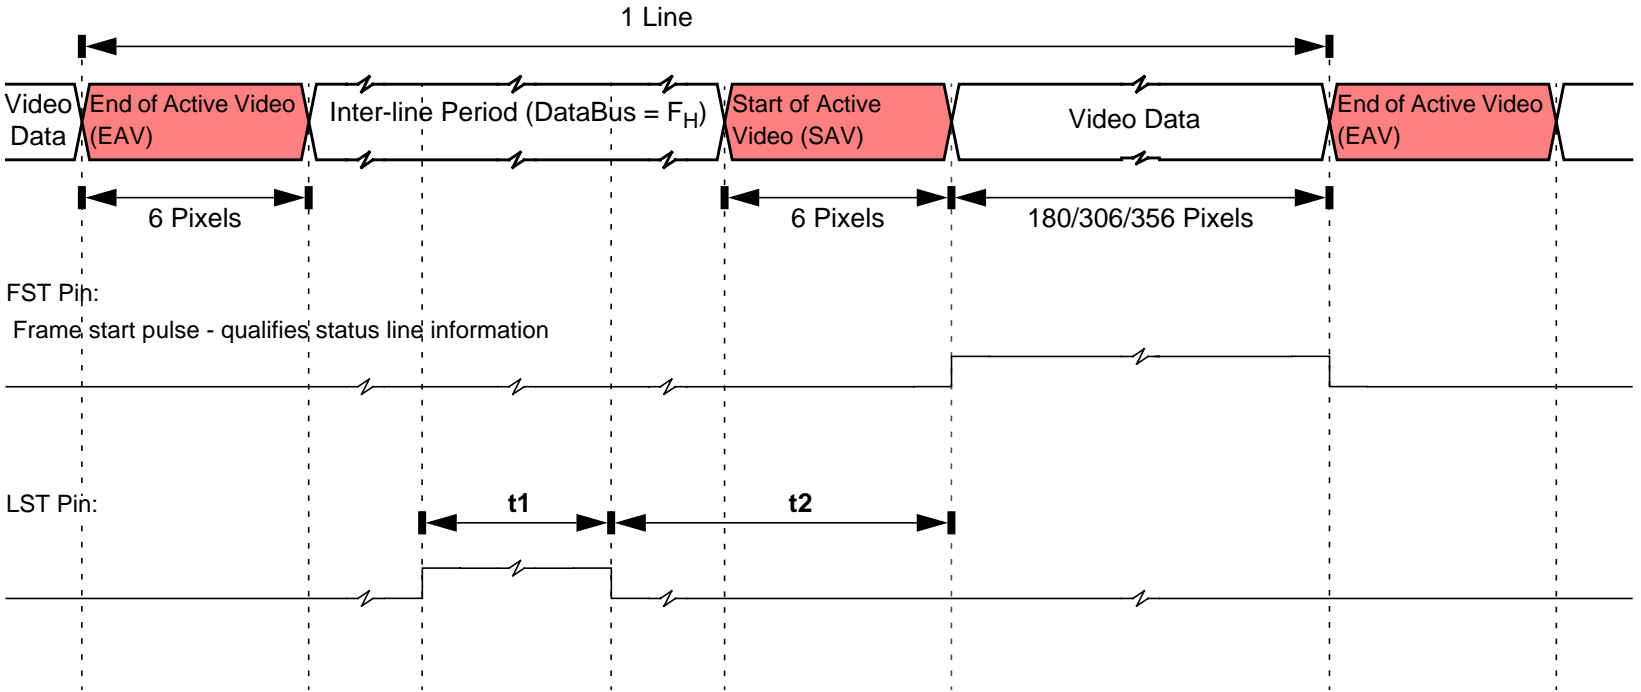 1 Line
Video
Data
End of Active Video
(EAV)
Inter-line Period (DataBus = FH)
Start of Active
Video (SAV)
Video Data
End of Active Video
(EAV)
6 Pixels
6 Pixels
180/306/356 Pixels
FST Pin:
Frame start pulse - qualifies status line information
LST Pin:
t1
t2